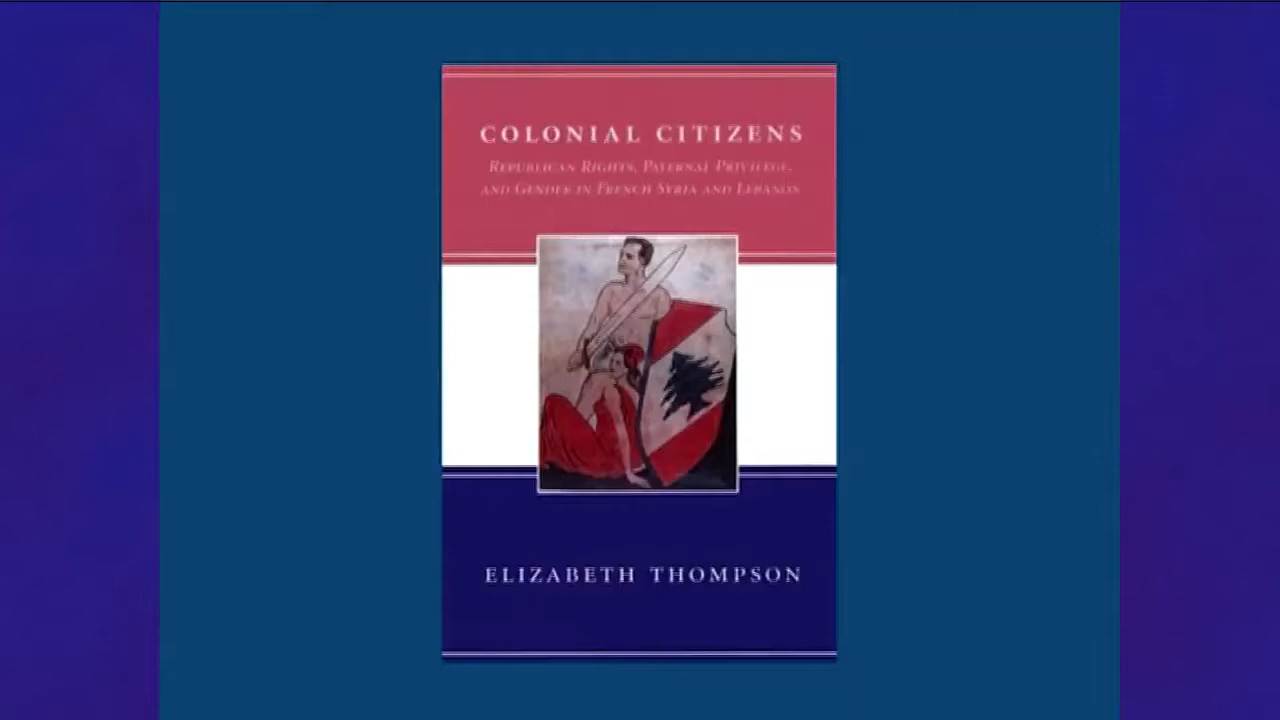 COLONIAL CITIZENS
REPUBLICAN RIGHTS, PATERNAL PRIVILEGE,
AND GENDER IN FRENCH SYRIA AND LEBANON
ELIZABETH THOMPSON